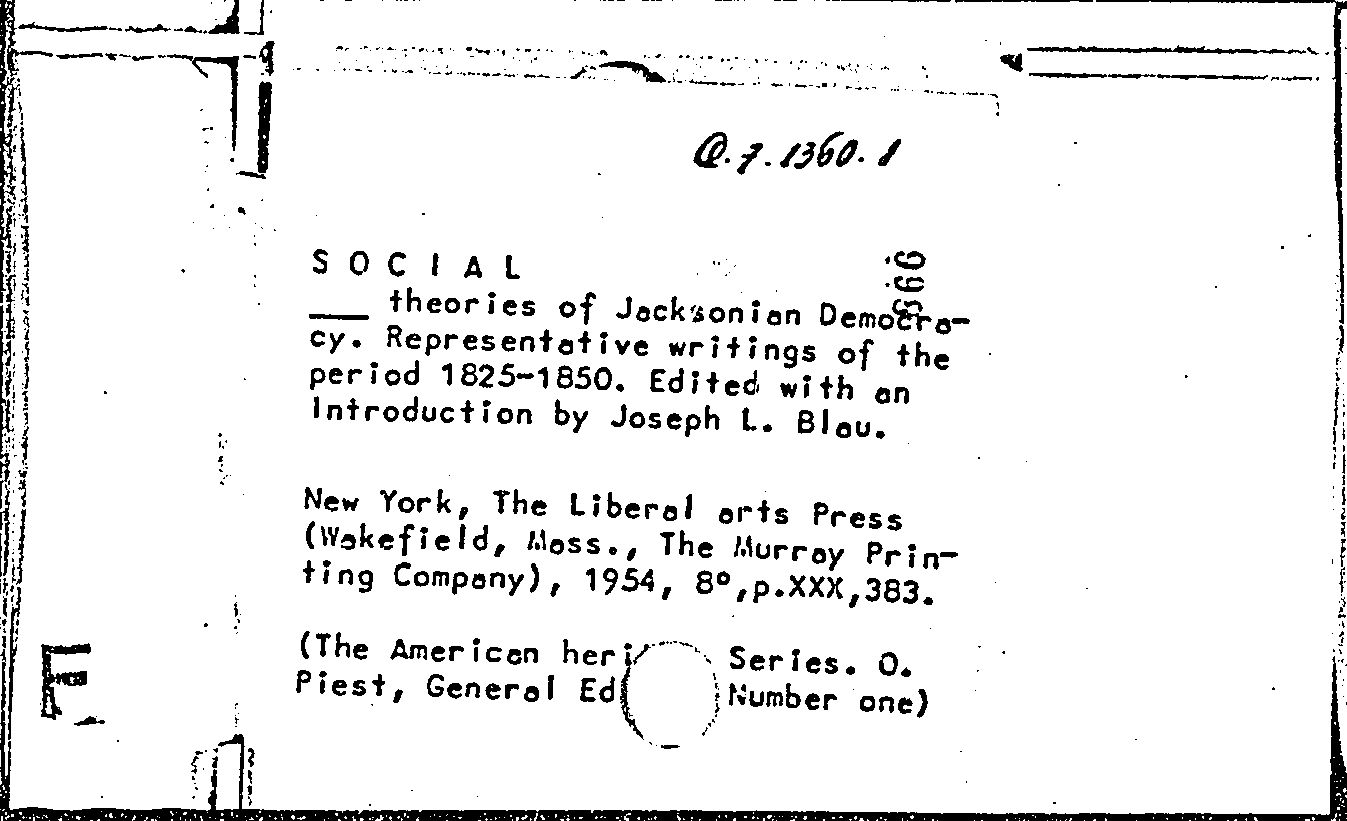 Q.7.1360.1
S O C I A L
___ theories of Jacksonian Democra-
cy. Representative writings of the
period 1825-1850. Edited with an
Introduction by Joseph L. Blau.
New York, The Liberal arts Press
(Wakefield, Mass., The Murray Prin-
ting Company), 1954, 8°,p.XXX,383.
(The American heri Series. O.
Piest, General Ed Number one)